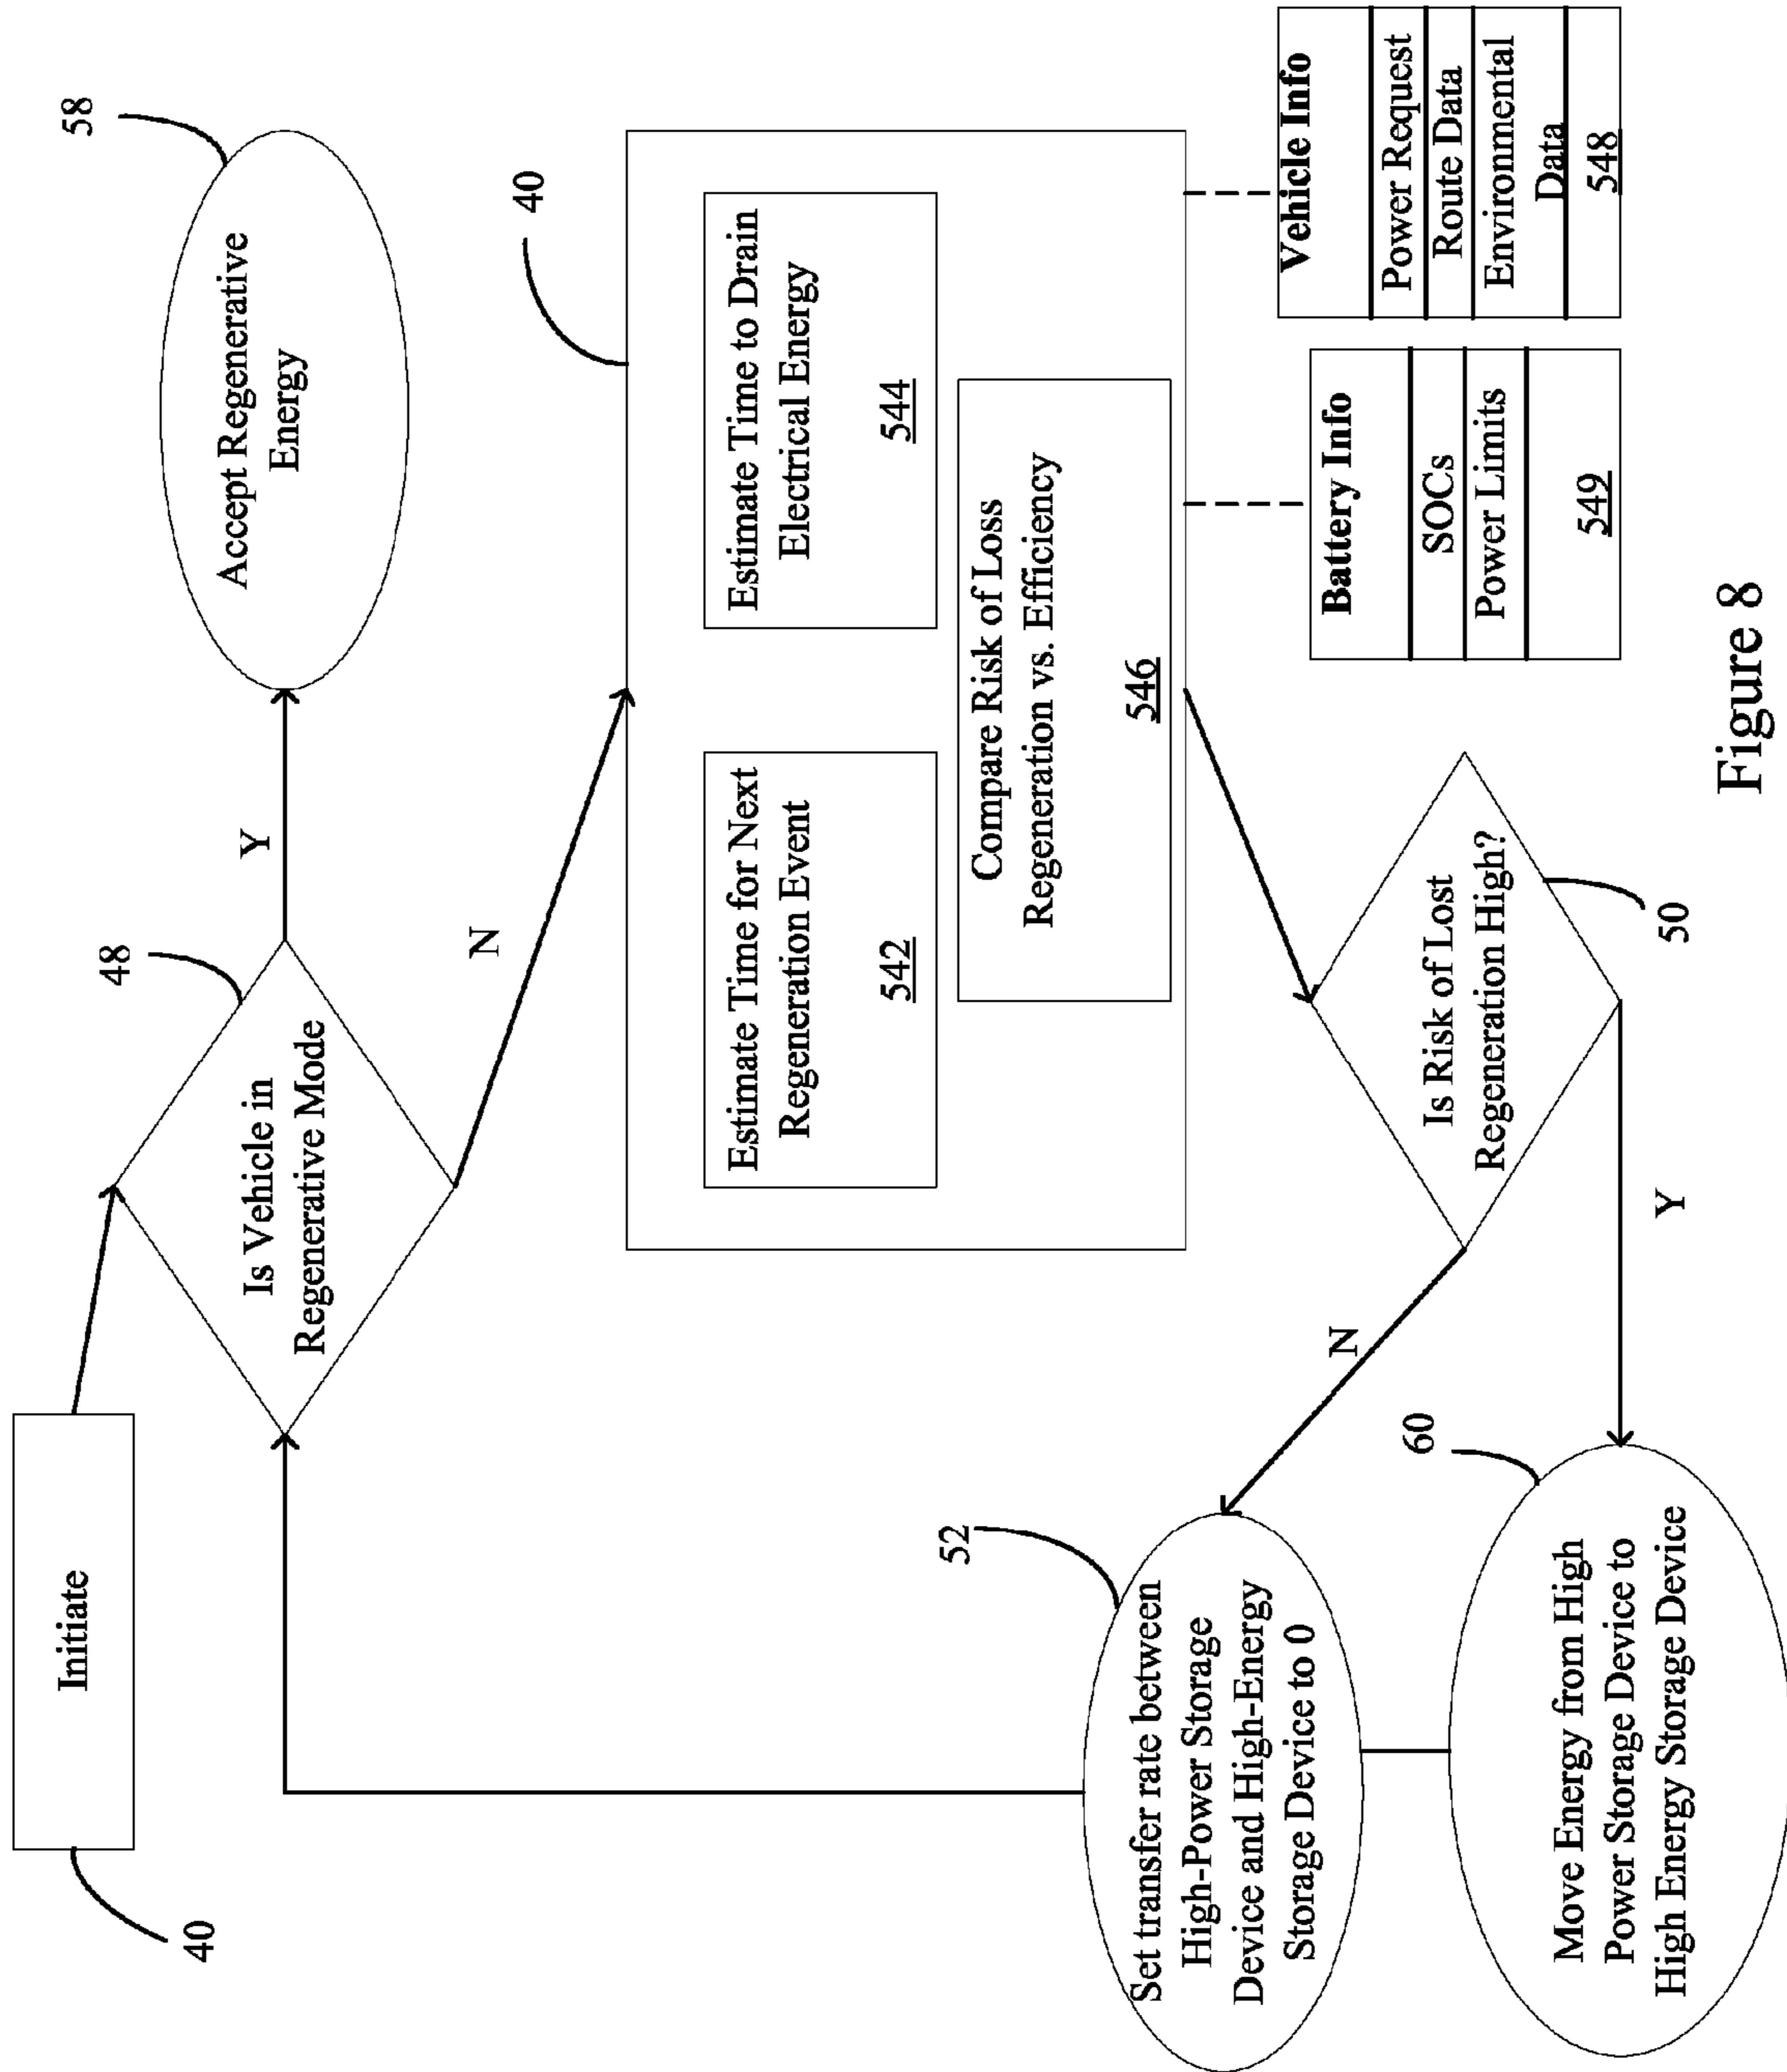 Initiate
40
Is Vehicle in
Regenerative Mode
48
Y
Accept Regenerative
Energy
58
N
40
Estimate Time for Next
Regeneration Event
542
Estimate Time to Drain
Electrical Energy
544
Compare Risk of Loss
Regeneration vs. Efficiency
546
Battery Info
SOCs
Power Limits
549
Vehicle Info
Power Request
Route Data
Environmental
Data
548
Is Risk of Lost
Regeneration High?
50
N
Y
Set transfer rate between
High-Power Storage
Device and High-Energy
Storage Device to 0
52
Move Energy from High
Power Storage Device to
High Energy Storage Device
60
Figure 8